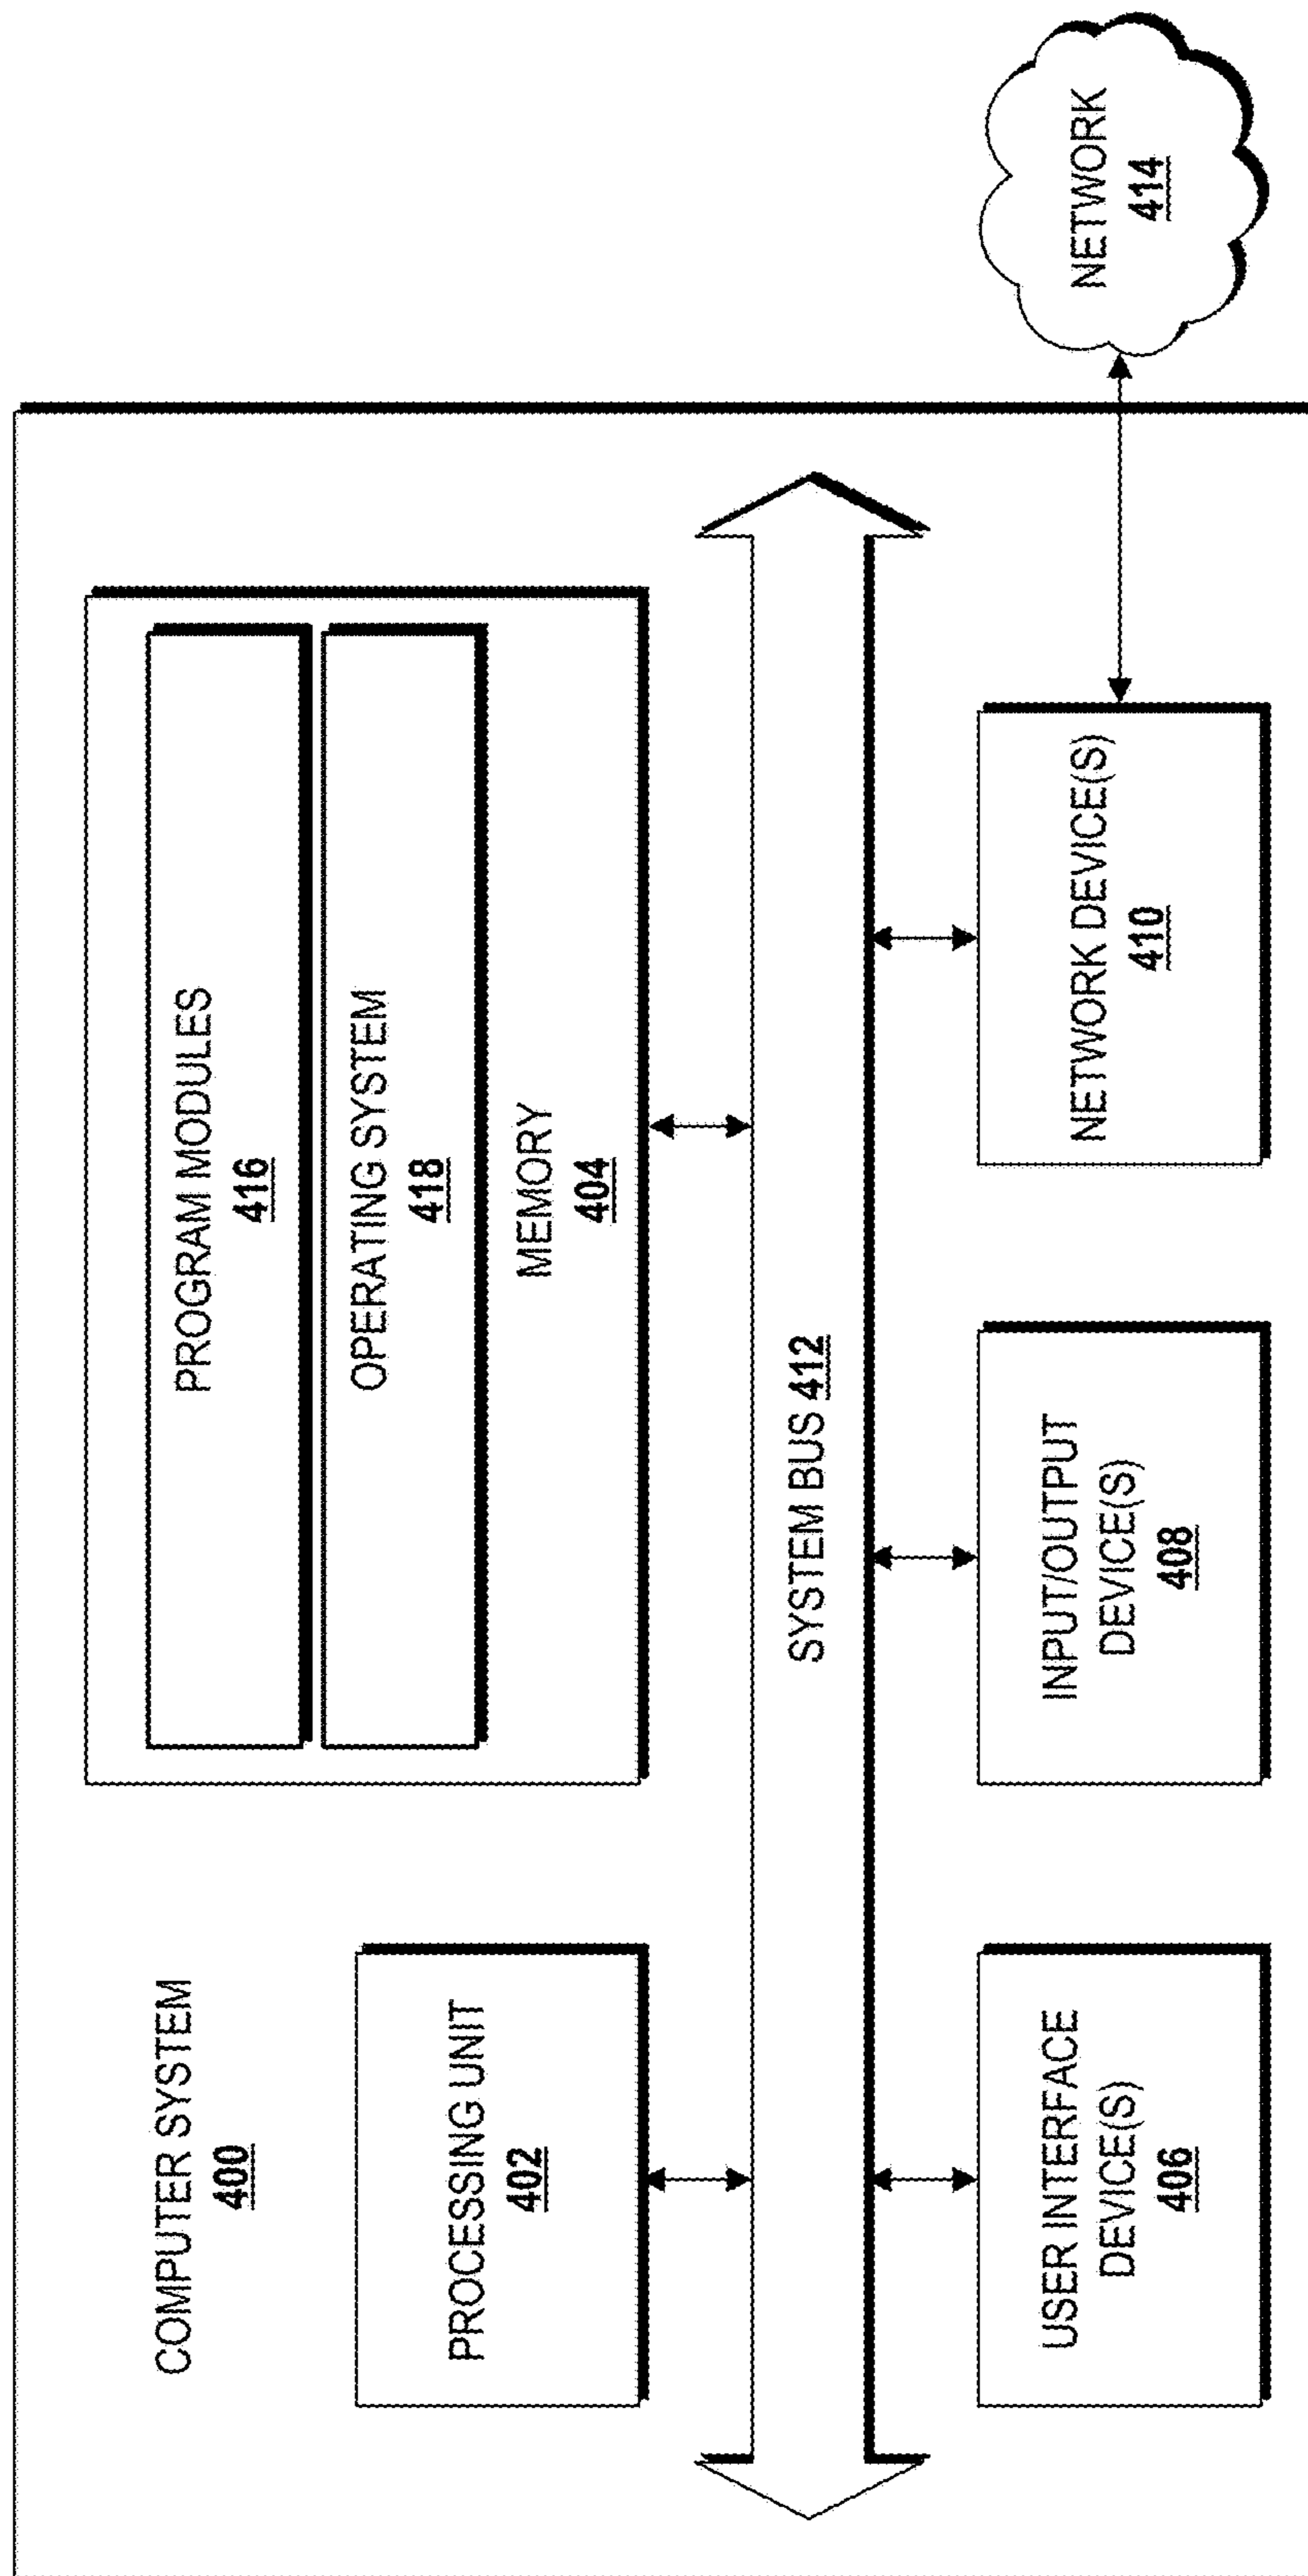 COMPUTER SYSTEM
400
PROCESSING UNIT
402
PROGRAM MODULES
416
OPERATING SYSTEM
418
MEMORY
404
SYSTEM BUS 412
USER INTERFACE
DEVICE(S)
406
INPUT/OUTPUT
DEVICE(S)
408
NETWORK DEVICE(S)
410
NETWORK
414